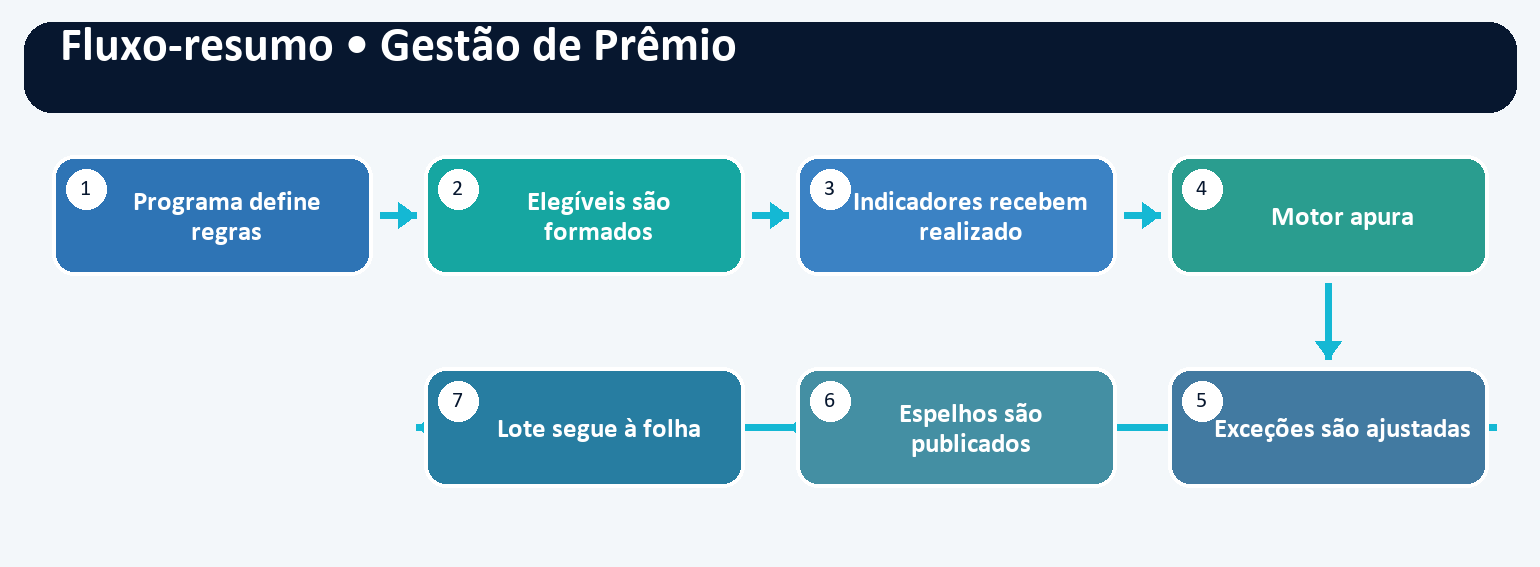 Fluxo-resumo • Gestão de Prêmio
1
Programa define
regras
2
Elegíveis são
formados
3
Indicadores recebem
realizado
4
Motor apura
5
Exceções são ajustadas
6
Espelhos são
publicados
7
Lote segue à folha